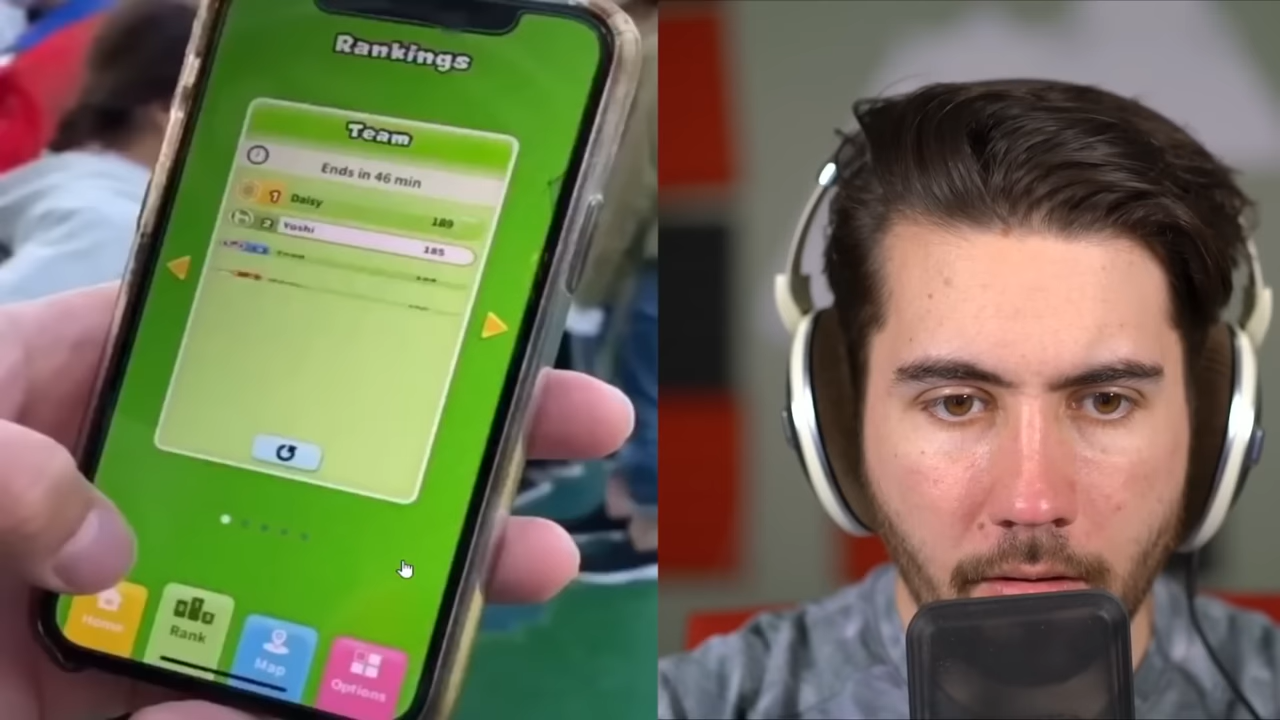 Rankings
Team
Ends in 46 min
1 Daisy 189
2 Yoshi 185
Home
Rank
Map
Options